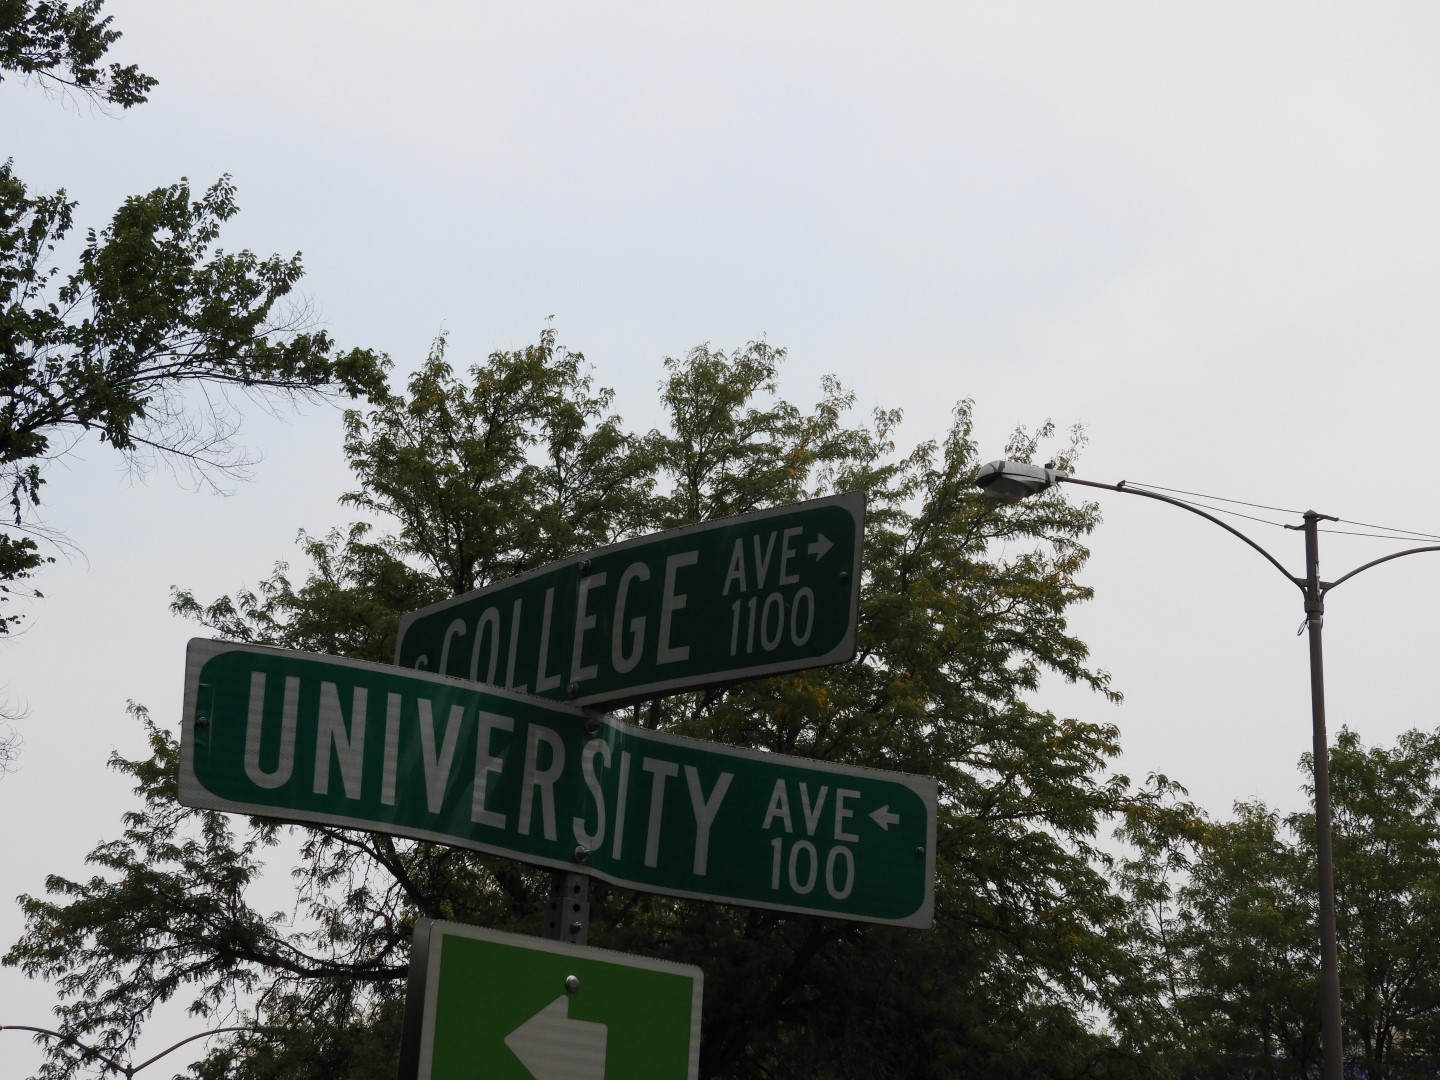 S COLLEGE AVE →
1100
UNIVERSITY AVE ←
100